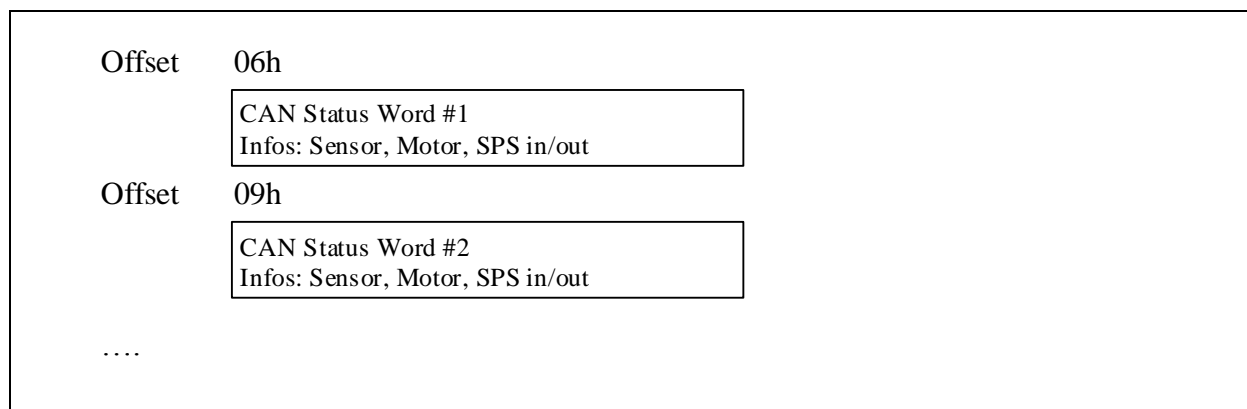 Offset 06h
CAN Status Word #1
Infos: Sensor, Motor, SPS in/out
Offset 09h
CAN Status Word #2
Infos: Sensor, Motor, SPS in/out
....